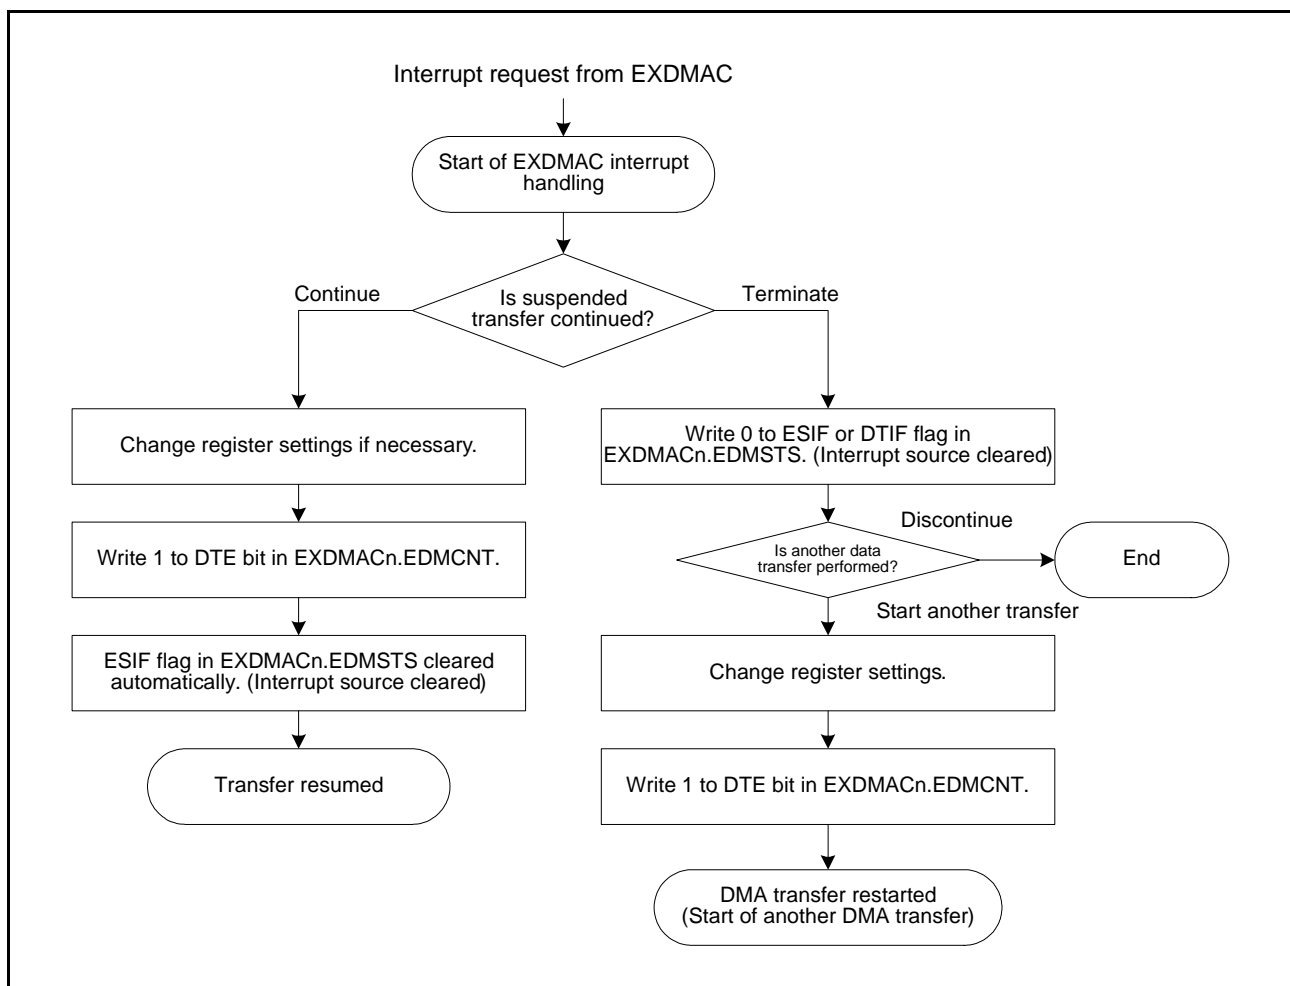 Interrupt request from EXDMAC
Start of EXDMAC interrupt
handling
Is suspended
transfer continued?
Continue
Terminate
Change register settings if necessary.
Write 1 to DTE bit in EXDMACn.EDMCNT.
ESIF flag in EXDMACn.EDMSTS cleared
automatically. (Interrupt source cleared)
Transfer resumed
Write 0 to ESIF or DTIF flag in
EXDMACn.EDMSTS. (Interrupt source cleared)
Is another data
transfer performed?
Discontinue
End
Start another transfer
Change register settings.
Write 1 to DTE bit in EXDMACn.EDMCNT.
DMA transfer restarted
(Start of another DMA transfer)